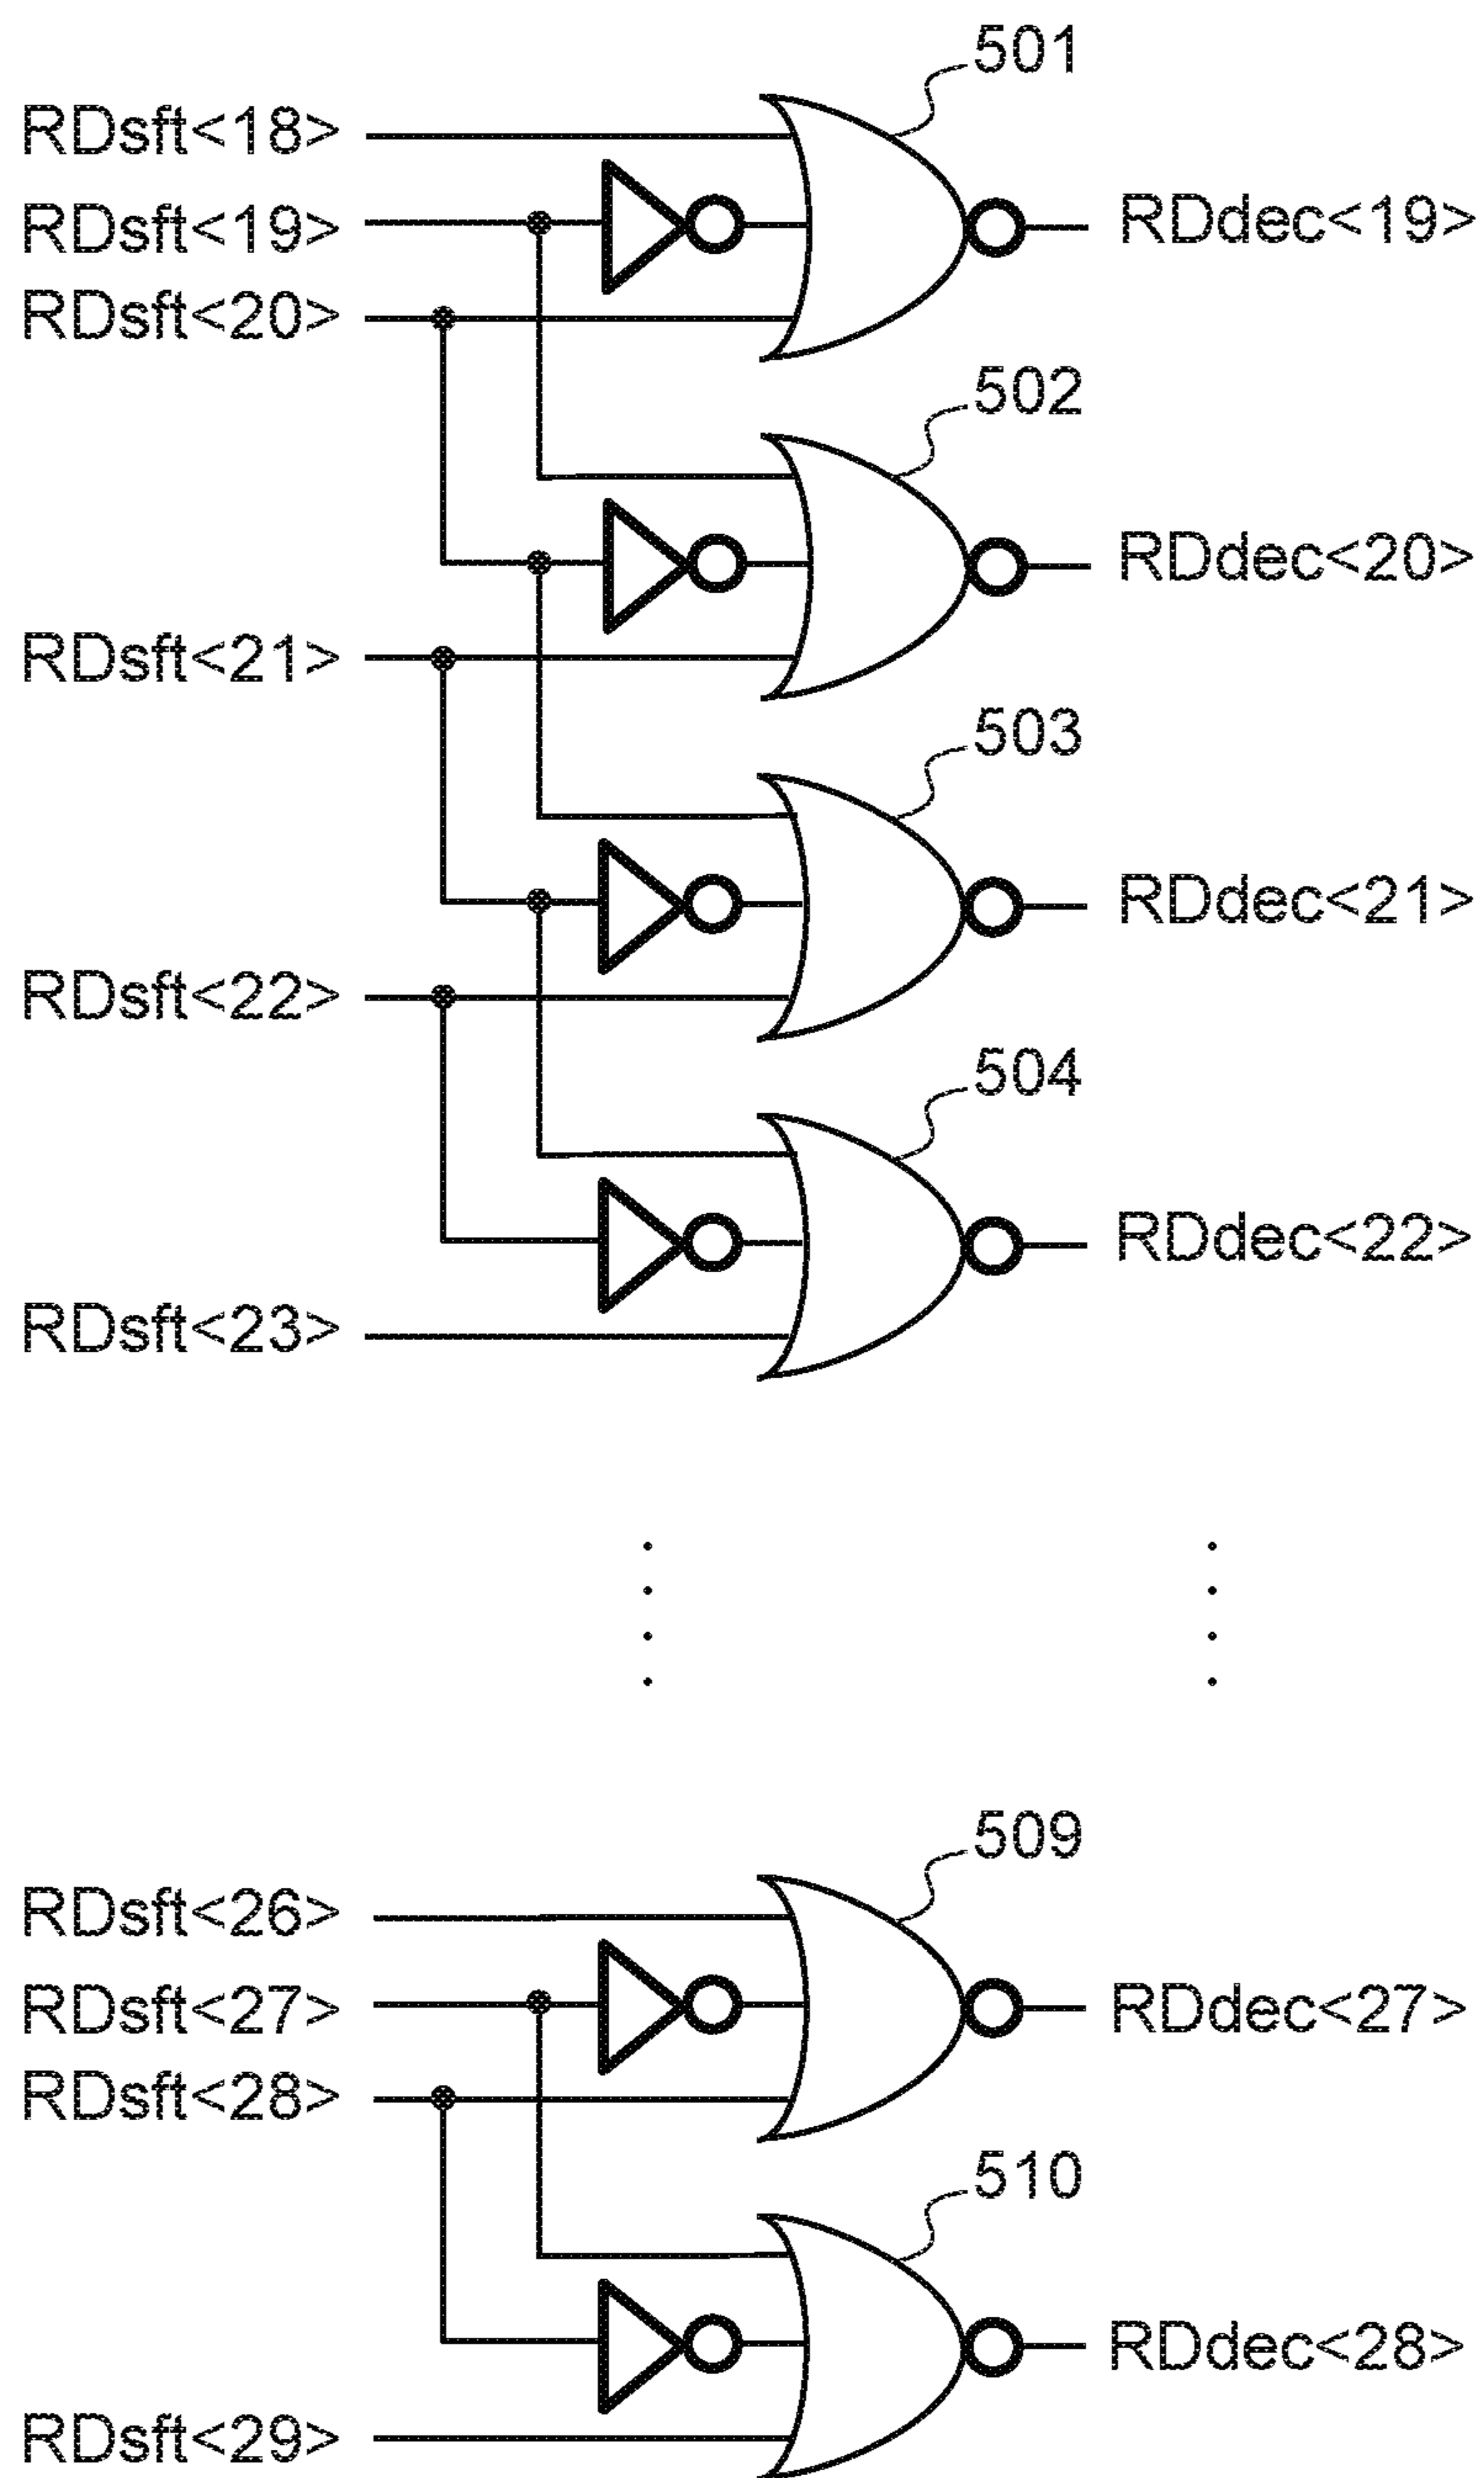 501
RDsft<18>
RDsft<19>
RDdec<19>
RDsft<20>
502
RDdec<20>
RDsft<21>
503
RDdec<21>
RDsft<22>
504
RDdec<22>
RDsft<23>
509
RDsft<26>
RDsft<27>
RDdec<27>
RDsft<28>
510
RDdec<28>
RDsft<29>